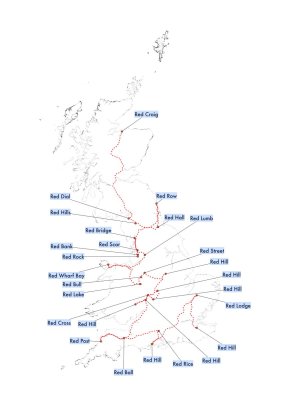 Red Craig
Red Dial
Red Row
Red Hills
Red Hall
Red Lumb
Red Bridge
Red Scar
Red Bank
Red Street
Red Rock
Red Hill
Red Wharf Bay
Red Hill
Red Bull
Red Hill
Red Lake
Red Lodge
Red Cross
Red Hill
Red Post
Red Hill
Red Ball
Red Hill
Red Rice
Red Hill